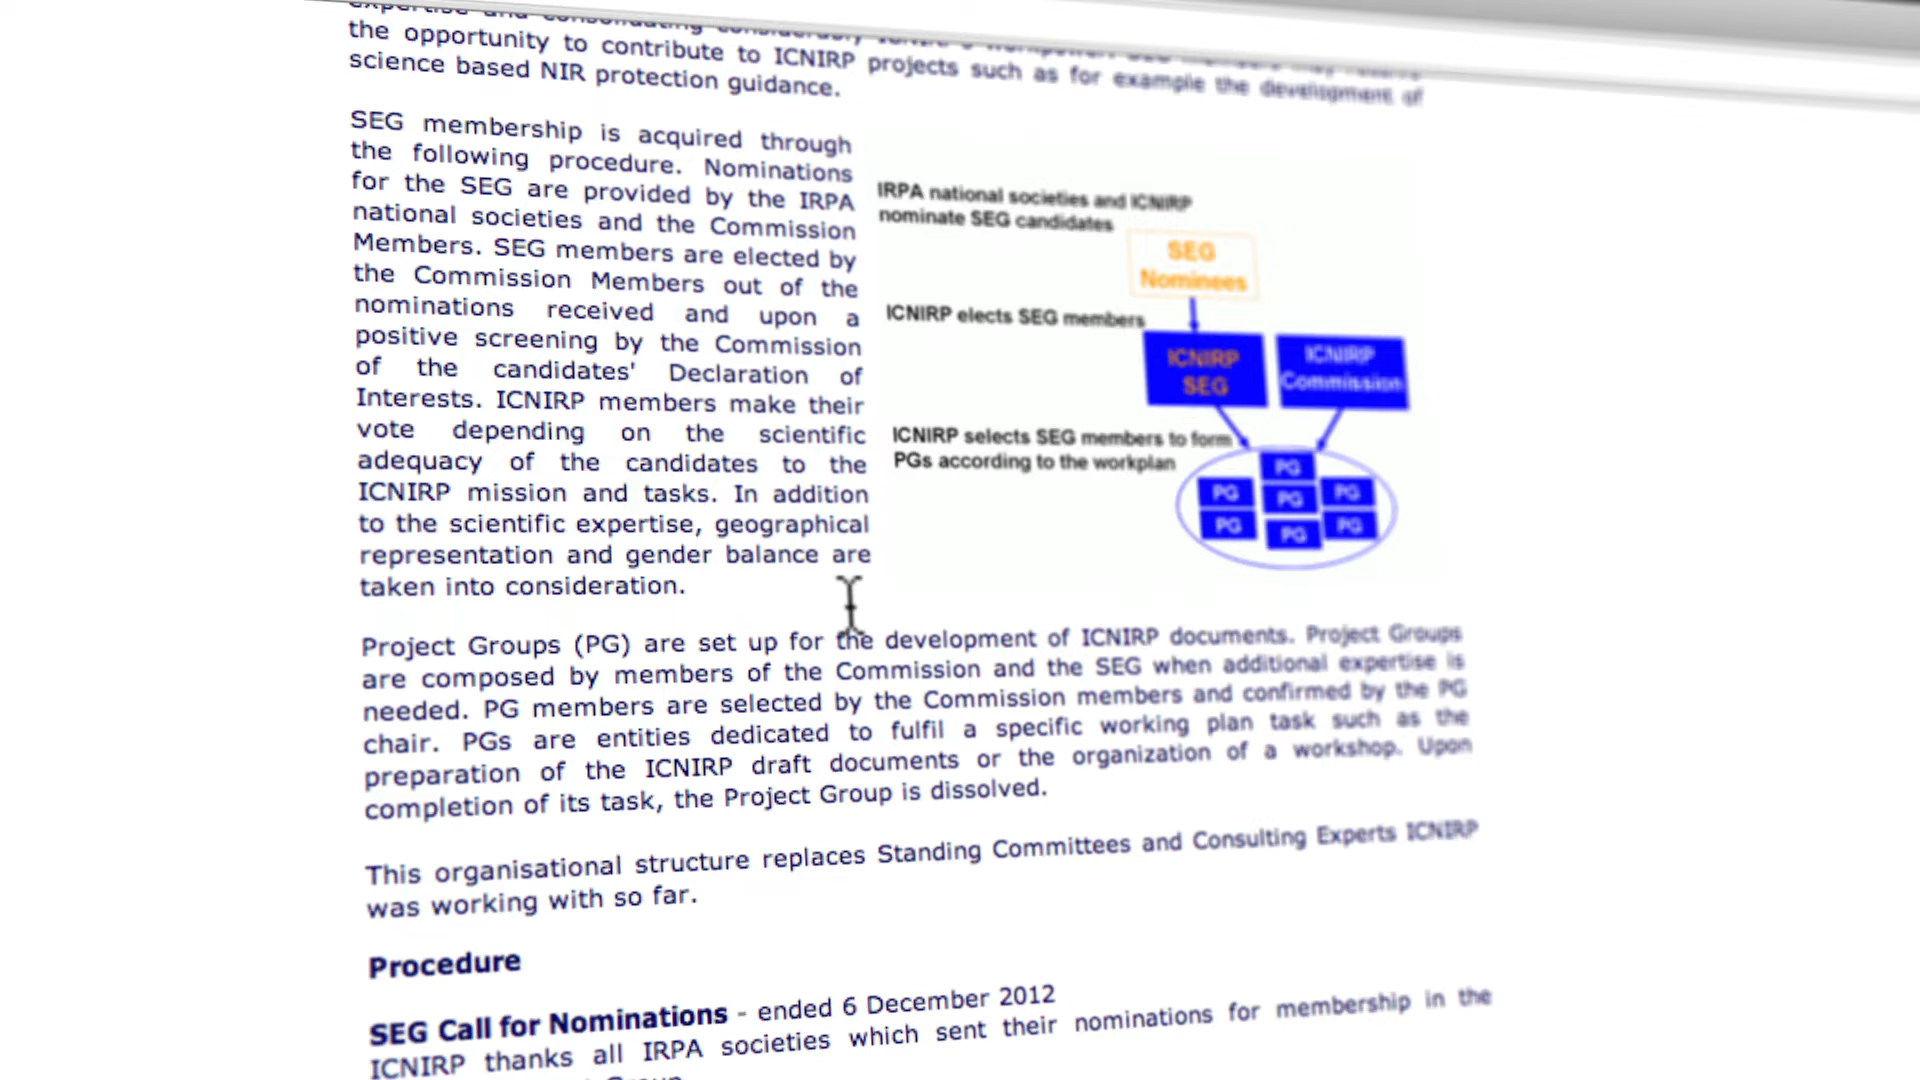 the opportunity to contribute to ICNIRP projects such as for example the development of
science based NIR protection guidance.
SEG membership is acquired through
the following procedure. Nominations
for the SEG are provided by the IRPA
national societies and the Commission
Members. SEG members are elected by
the Commission Members out of the
nominations received and upon a
positive screening by the Commission
of the candidates' Declaration of
Interests. ICNIRP members make their
vote depending on the scientific
adequacy of the candidates to the
ICNIRP mission and tasks. In addition
to the scientific expertise, geographical
representation and gender balance are
taken into consideration.
IRPA national societies and ICNIRP
nominate SEG candidates
SEG
Nominees
ICNIRP elects SEG members
ICNIRP
SEG
ICNIRP
Commission
ICNIRP selects SEG members to form
PGs according to the workplan
PG
PG PG PG
PG PG PG
Project Groups (PG) are set up for the development of ICNIRP documents. Project Groups
are composed by members of the Commission and the SEG when additional expertise is
needed. PG members are selected by the Commission members and confirmed by the PG
chair. PGs are entities dedicated to fulfil a specific working plan task such as the
preparation of the ICNIRP draft documents or the organization of a workshop. Upon
completion of its task, the Project Group is dissolved.
This organisational structure replaces Standing Committees and Consulting Experts ICNIRP
was working with so far.
Procedure
SEG Call for Nominations - ended 6 December 2012
ICNIRP thanks all IRPA societies which sent their nominations for membership in the